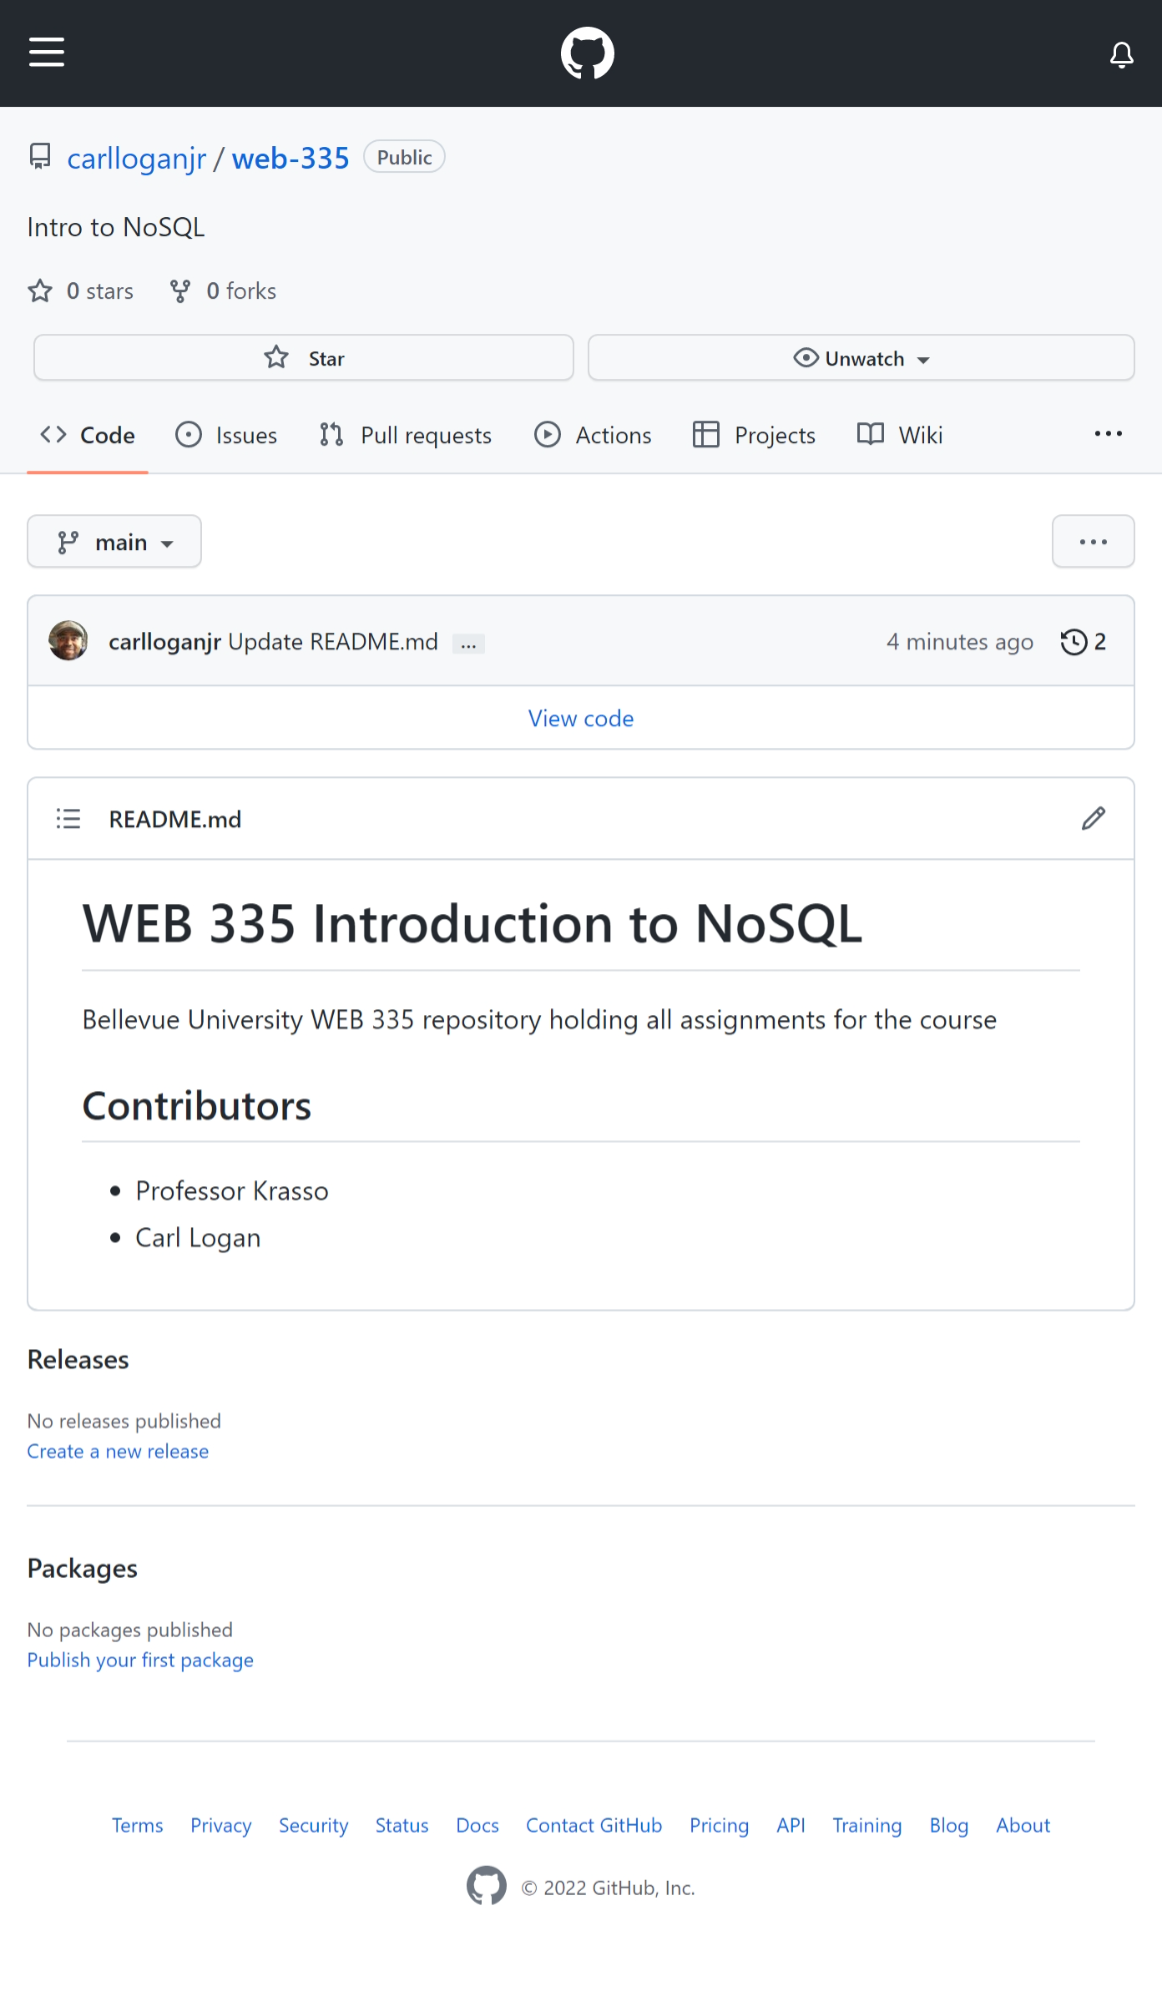 carlloganjr / web-335 Public
Intro to NoSQL
0 stars 0 forks
Star Unwatch
Code Issues Pull requests Actions Projects Wiki ...
main ...
carlloganjr Update README.md ... 4 minutes ago 2
View code
README.md
WEB 335 Introduction to NoSQL
Bellevue University WEB 335 repository holding all assignments for the course
Contributors
• Professor Krasso
• Carl Logan
Releases
No releases published
Create a new release
Packages
No packages published
Publish your first package
Terms Privacy Security Status Docs Contact GitHub Pricing API Training Blog About
© 2022 GitHub, Inc.